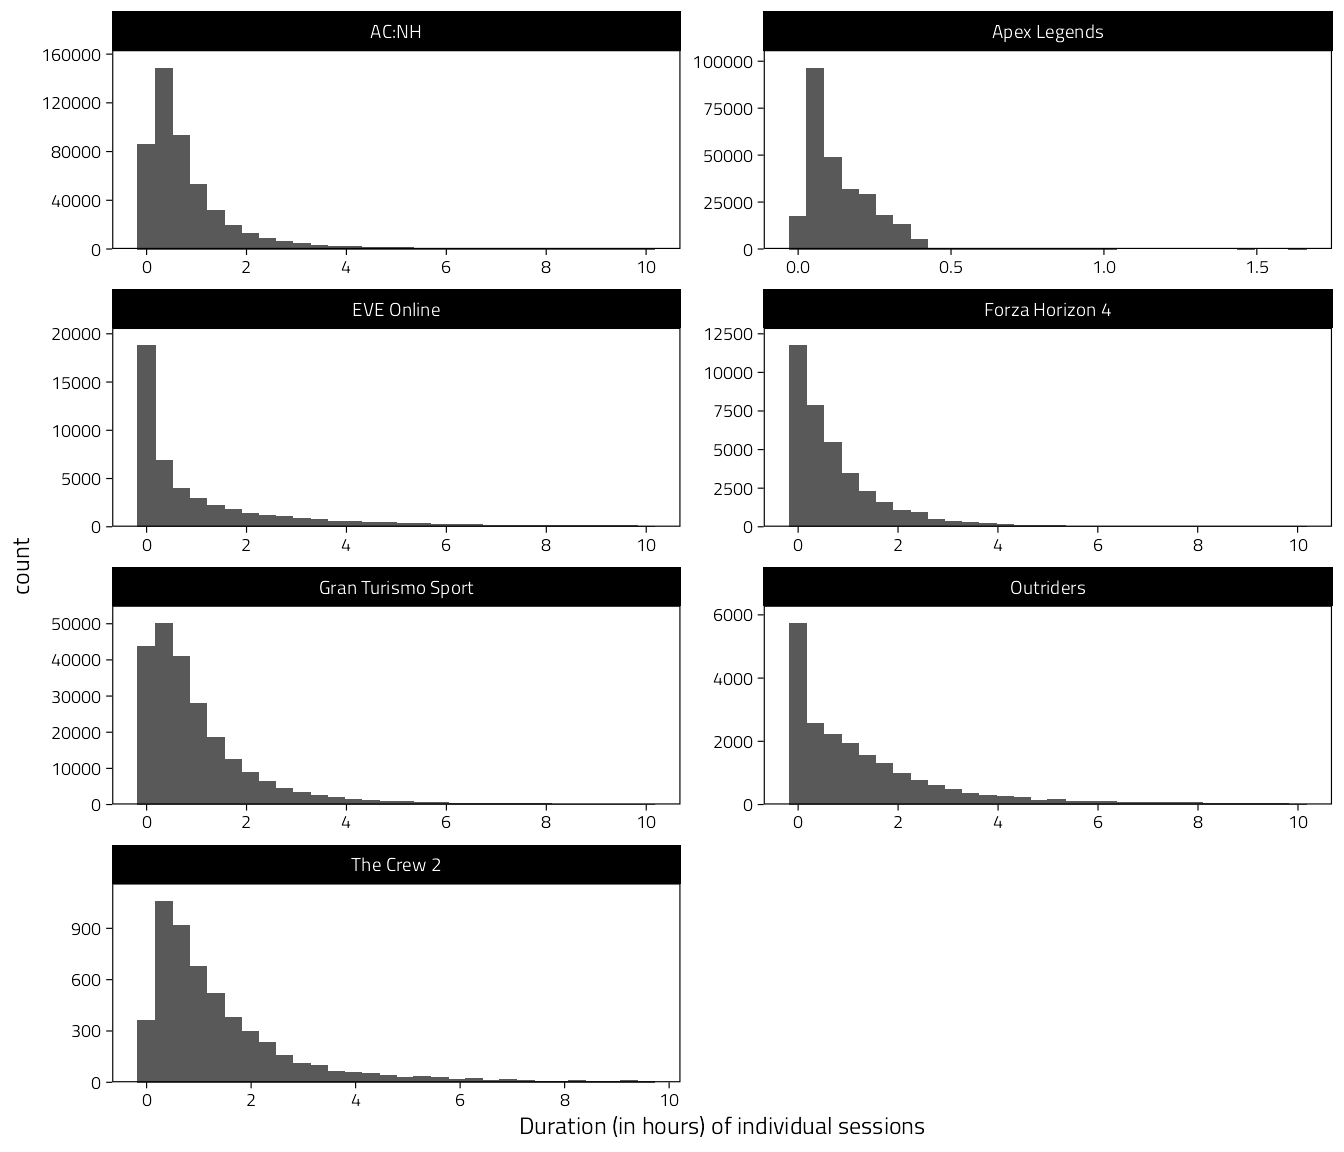 AC:NH
160000
120000
80000
40000
0
0 2 4 6 8 10
Apex Legends
100000
75000
50000
25000
0
0.0 0.5 1.0 1.5
EVE Online
20000
15000
10000
5000
0
0 2 4 6 8 10
Forza Horizon 4
12500
10000
7500
5000
2500
0
0 2 4 6 8 10
count
Gran Turismo Sport
50000
40000
30000
20000
10000
0
0 2 4 6 8 10
Outriders
6000
4000
2000
0
0 2 4 6 8 10
The Crew 2
900
600
300
0
0 2 4 6 8 10
Duration (in hours) of individual sessions